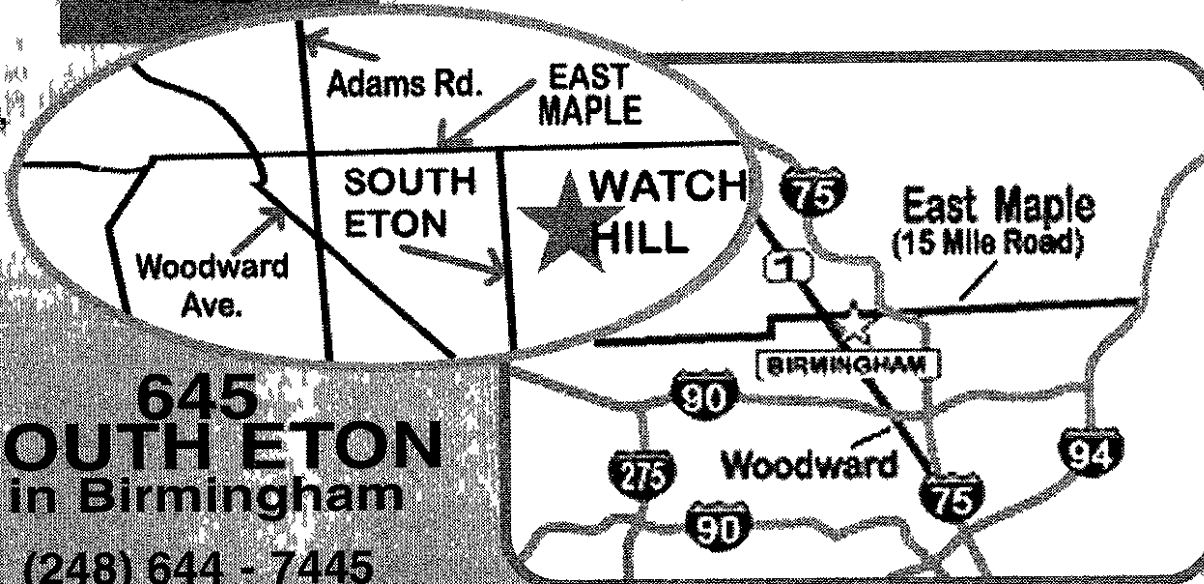 Adams Rd.
EAST
MAPLE
SOUTH
ETON
WATCH
HILL
Woodward
Ave.
75
1
East Maple
(15 Mile Road)
BIRMINGHAM
90
275
Woodward
94
75
90
645
OUTH ETON
in Birmingham
(248) 644 - 7445